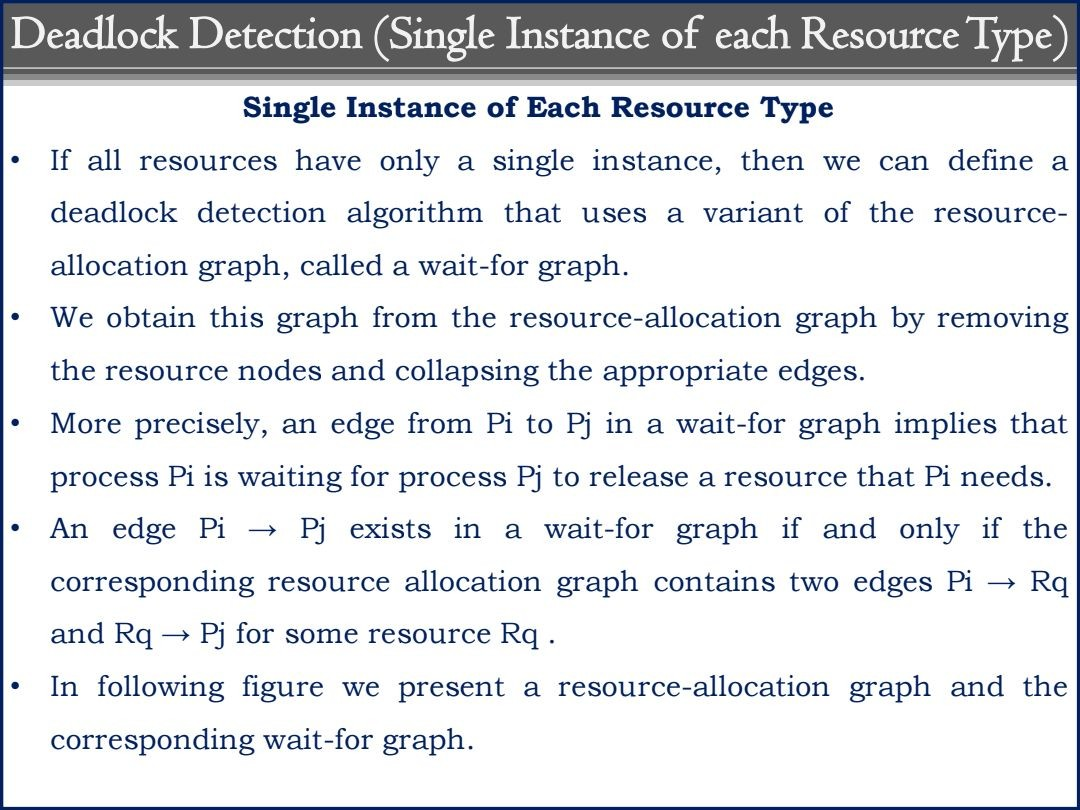 Deadlock Detection (Single Instance of each Resource Type)
Single Instance of Each Resource Type
• If all resources have only a single instance, then we can define a
deadlock detection algorithm that uses a variant of the resource-
allocation graph, called a wait-for graph.
• We obtain this graph from the resource-allocation graph by removing
the resource nodes and collapsing the appropriate edges.
• More precisely, an edge from Pi to Pj in a wait-for graph implies that
process Pi is waiting for process Pj to release a resource that Pi needs.
• An edge Pi → Pj exists in a wait-for graph if and only if the
corresponding resource allocation graph contains two edges Pi → Rq
and Rq → Pj for some resource Rq .
• In following figure we present a resource-allocation graph and the
corresponding wait-for graph.